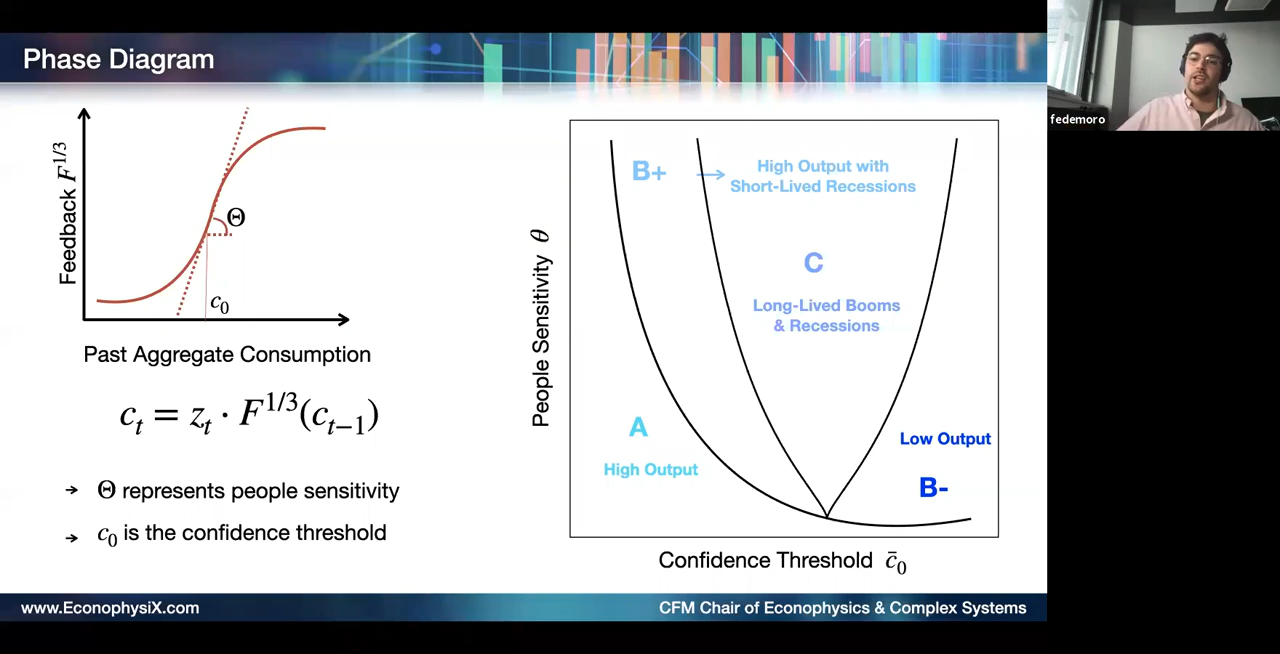 Phase Diagram
fedemoro
Feedback F^{1/3}
Θ
c₀
Past Aggregate Consumption
c_t = z_t · F^{1/3}(c_{t−1})
→ Θ represents people sensitivity
→ c₀ is the confidence threshold
People Sensitivity θ
B+ → High Output with
Short-Lived Recessions
C
Long-Lived Booms
& Recessions
A
High Output
Low Output
B-
Confidence Threshold c̄₀
www.EconophysiX.com
CFM Chair of Econophysics & Complex Systems